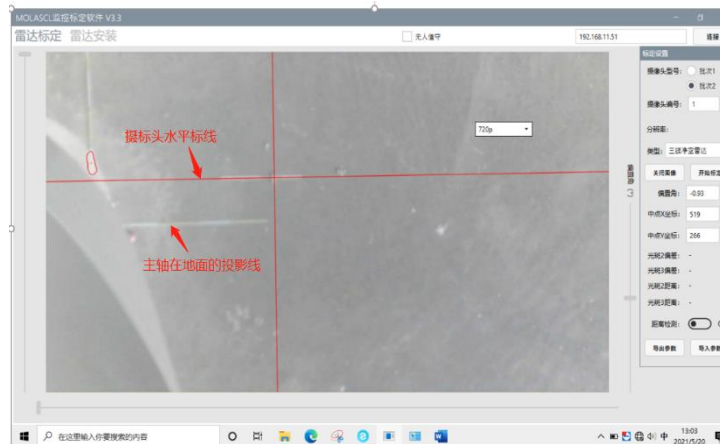 MOLASCL监控标定软件 V3.3
雷达标定 雷达安装
无人值守
192.168.11.51
连接
标定设置
摄像头型号: 批次1
批次2
摄像头编号: 1
720p
分辨率:
类型: 三球净空雷达
摄标头水平标线
关闭图像 开始标定
偏置角: -0.93
中点X坐标: 519
主轴在地面的投影线
中点Y坐标: 266
光斑2偏差: -
光斑3偏差: -
光斑2距离: -
光斑3距离: -
距离检测:
导出参数 导入参数
在这里输入你要搜索的内容
中
13:03
2021/5/20